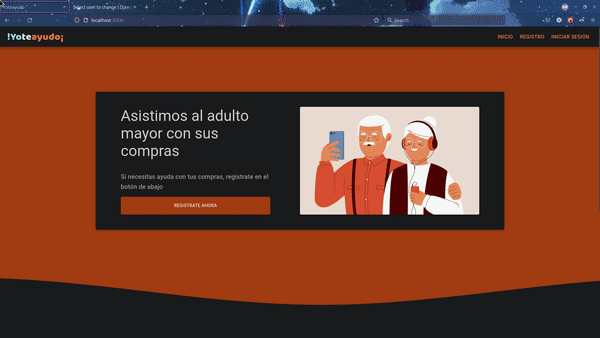 Yoteayudo
Select user to change | Djan
localhost:3000
Search
!Yoteayudo¡
INICIO
REGISTRO
INICIAR SESIÓN
Asistimos al adulto
mayor con sus
compras
Si necesitas ayuda con tus compras, registrate en el
botón de abajo
REGISTRATE AHORA